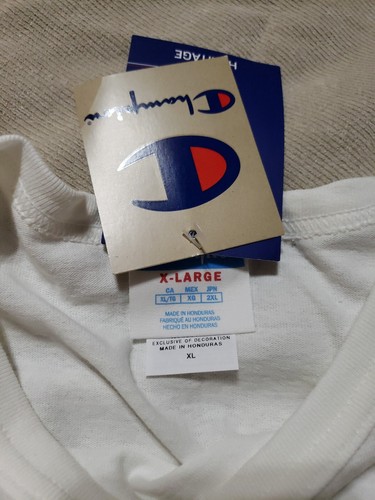 HERITAGE
Champion
X-LARGE
CA MEX JPN
XL/TG XG 2XL
MADE IN HONDURAS
FABRIQUÉ AU HONDURAS
HECHO EN HONDURAS
EXCLUSIVE OF DECORATION
MADE IN HONDURAS
XL